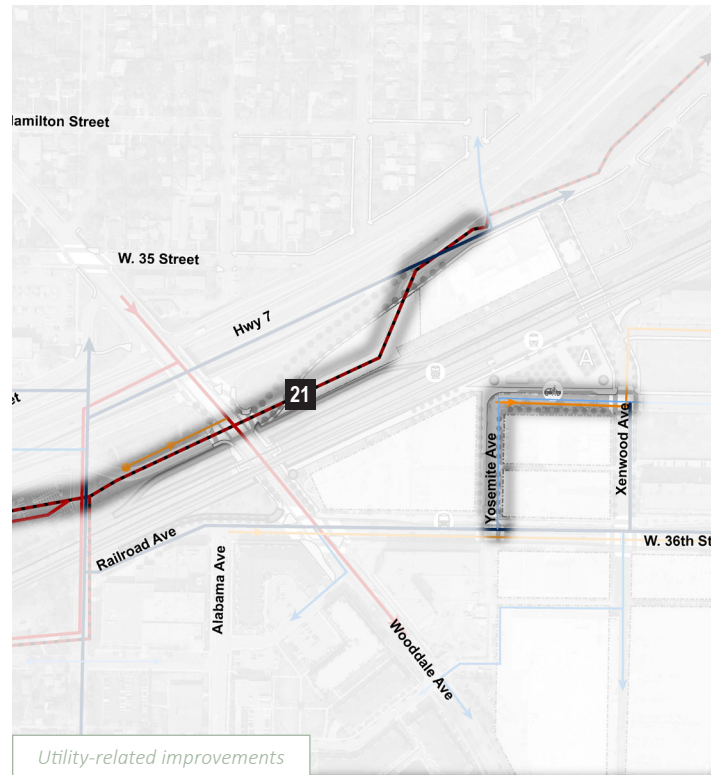 Hamilton Street
W. 35 Street
Hwy 7
et
21
A
Yosemite Ave
Xenwood Ave
W. 36th St
Railroad Ave
Alabama Ave
Wooddale Ave
Utility-related improvements